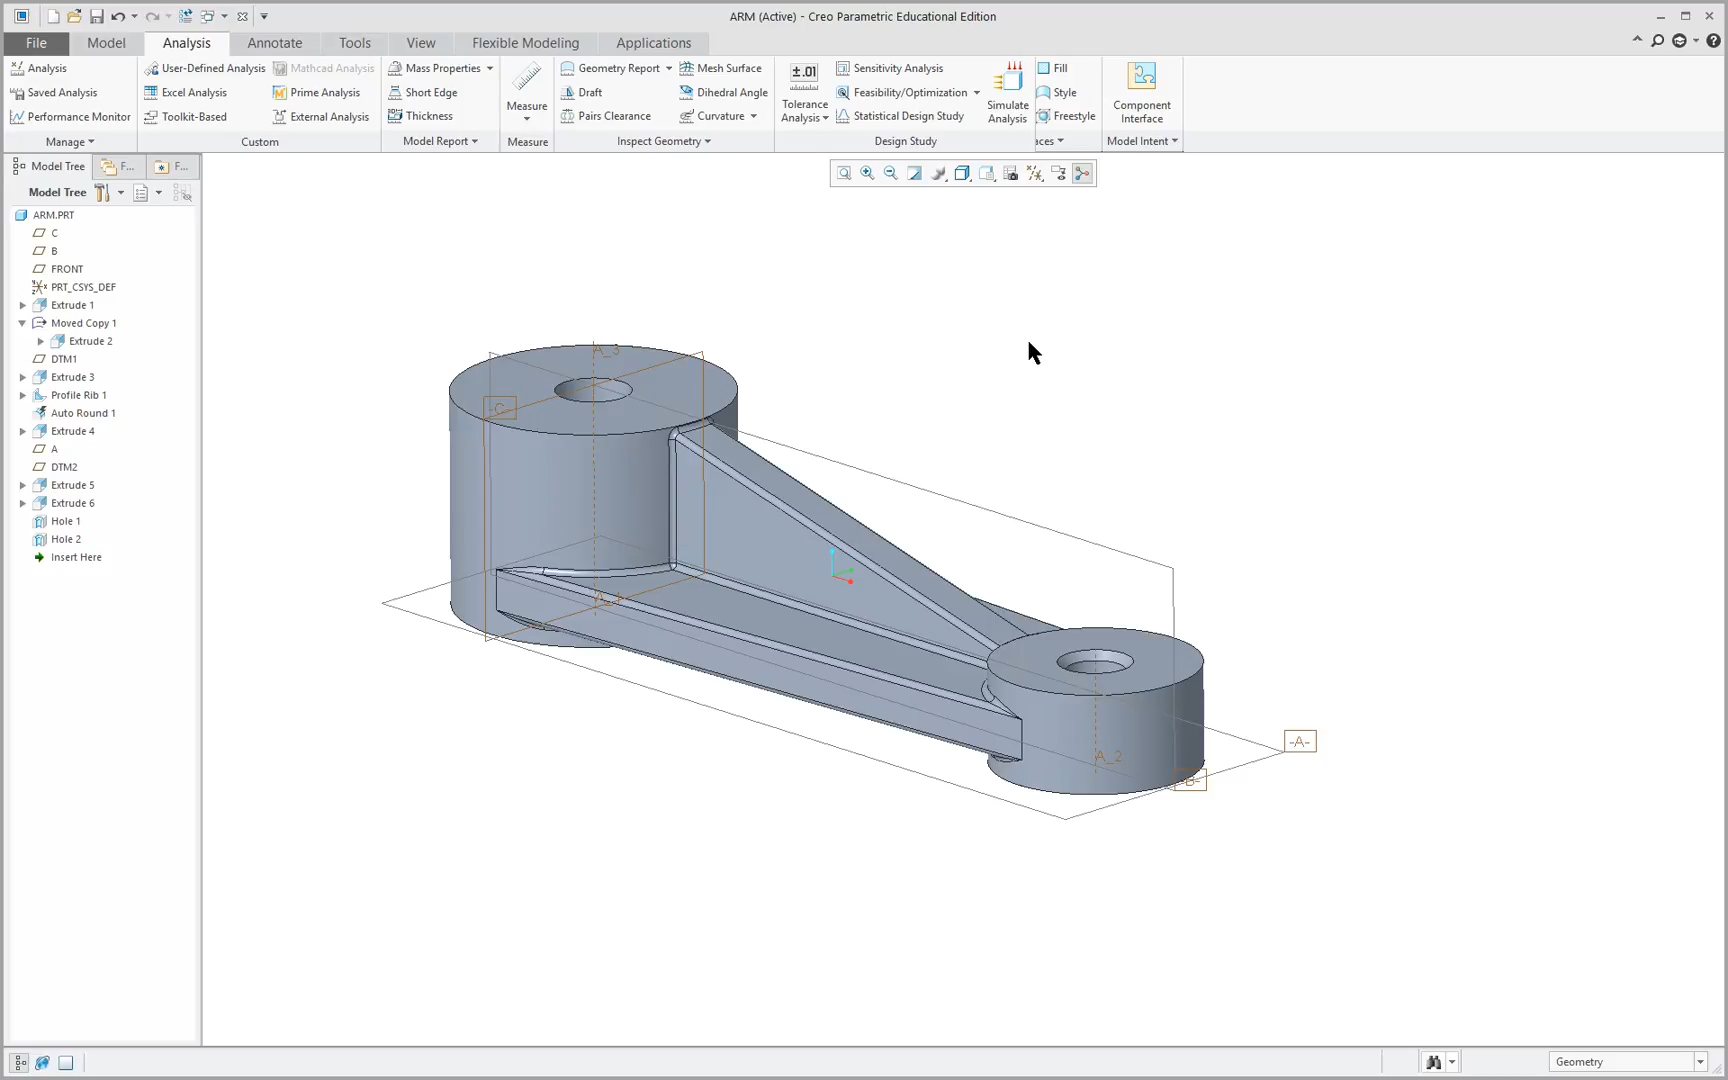 ARM (Active) - Creo Parametric Educational Edition
File Model Analysis Annotate Tools View Flexible Modeling Applications
Analysis User-Defined Analysis Mathcad Analysis Mass Properties Geometry Report Mesh Surface Sensitivity Analysis Fill
Saved Analysis Excel Analysis Prime Analysis Short Edge Draft Dihedral Angle Feasibility/Optimization Style
Performance Monitor Toolkit-Based External Analysis Thickness Pairs Clearance Curvature Statistical Design Study Freestyle
Measure
±.01
Tolerance Analysis
Simulate Analysis
Component Interface
Manage Custom Model Report Measure Inspect Geometry Design Study aces Model Intent
Model Tree F... F...
Model Tree
ARM.PRT
C
B
FRONT
PRT_CSYS_DEF
Extrude 1
Moved Copy 1
Extrude 2
DTM1
Extrude 3
Profile Rib 1
Auto Round 1
Extrude 4
A
DTM2
Extrude 5
Extrude 6
Hole 1
Hole 2
Insert Here
A_3
-C-
A_2
-A-
-B-
Geometry